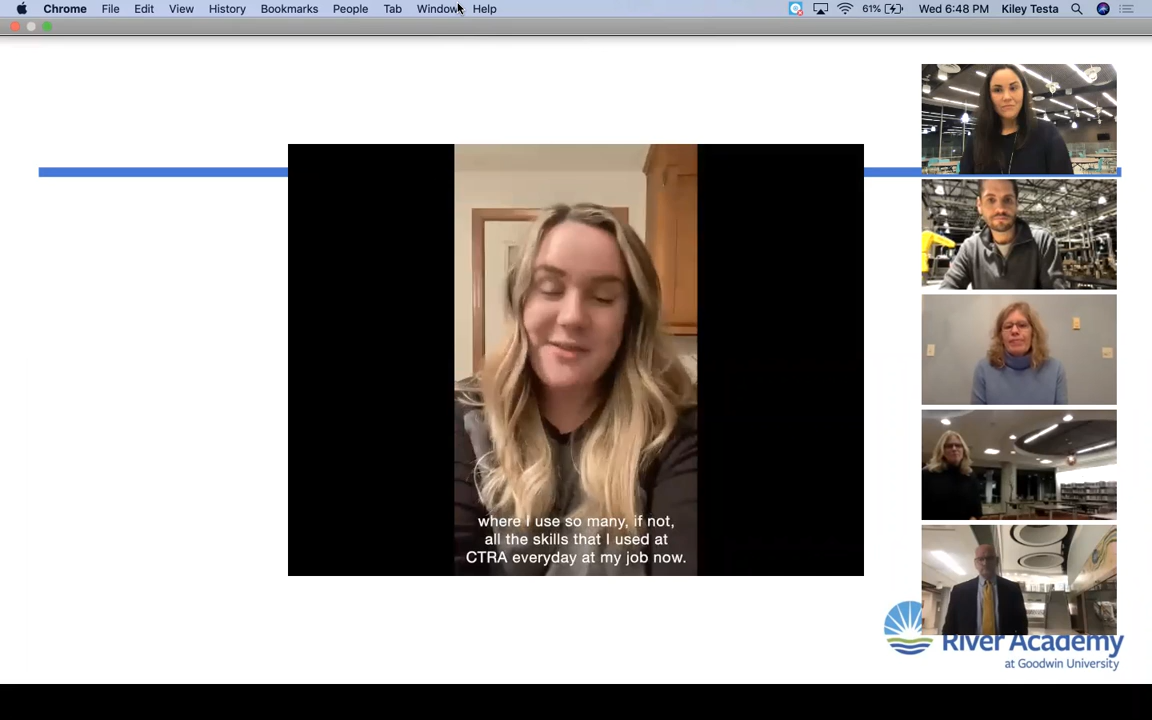 Chrome File Edit View History Bookmarks People Tab Window Help 61% Wed 6:48 PM Kiley Testa
where I use so many, if not,
all the skills that I used at
CTRA everyday at my job now.
River Academy
at Goodwin University